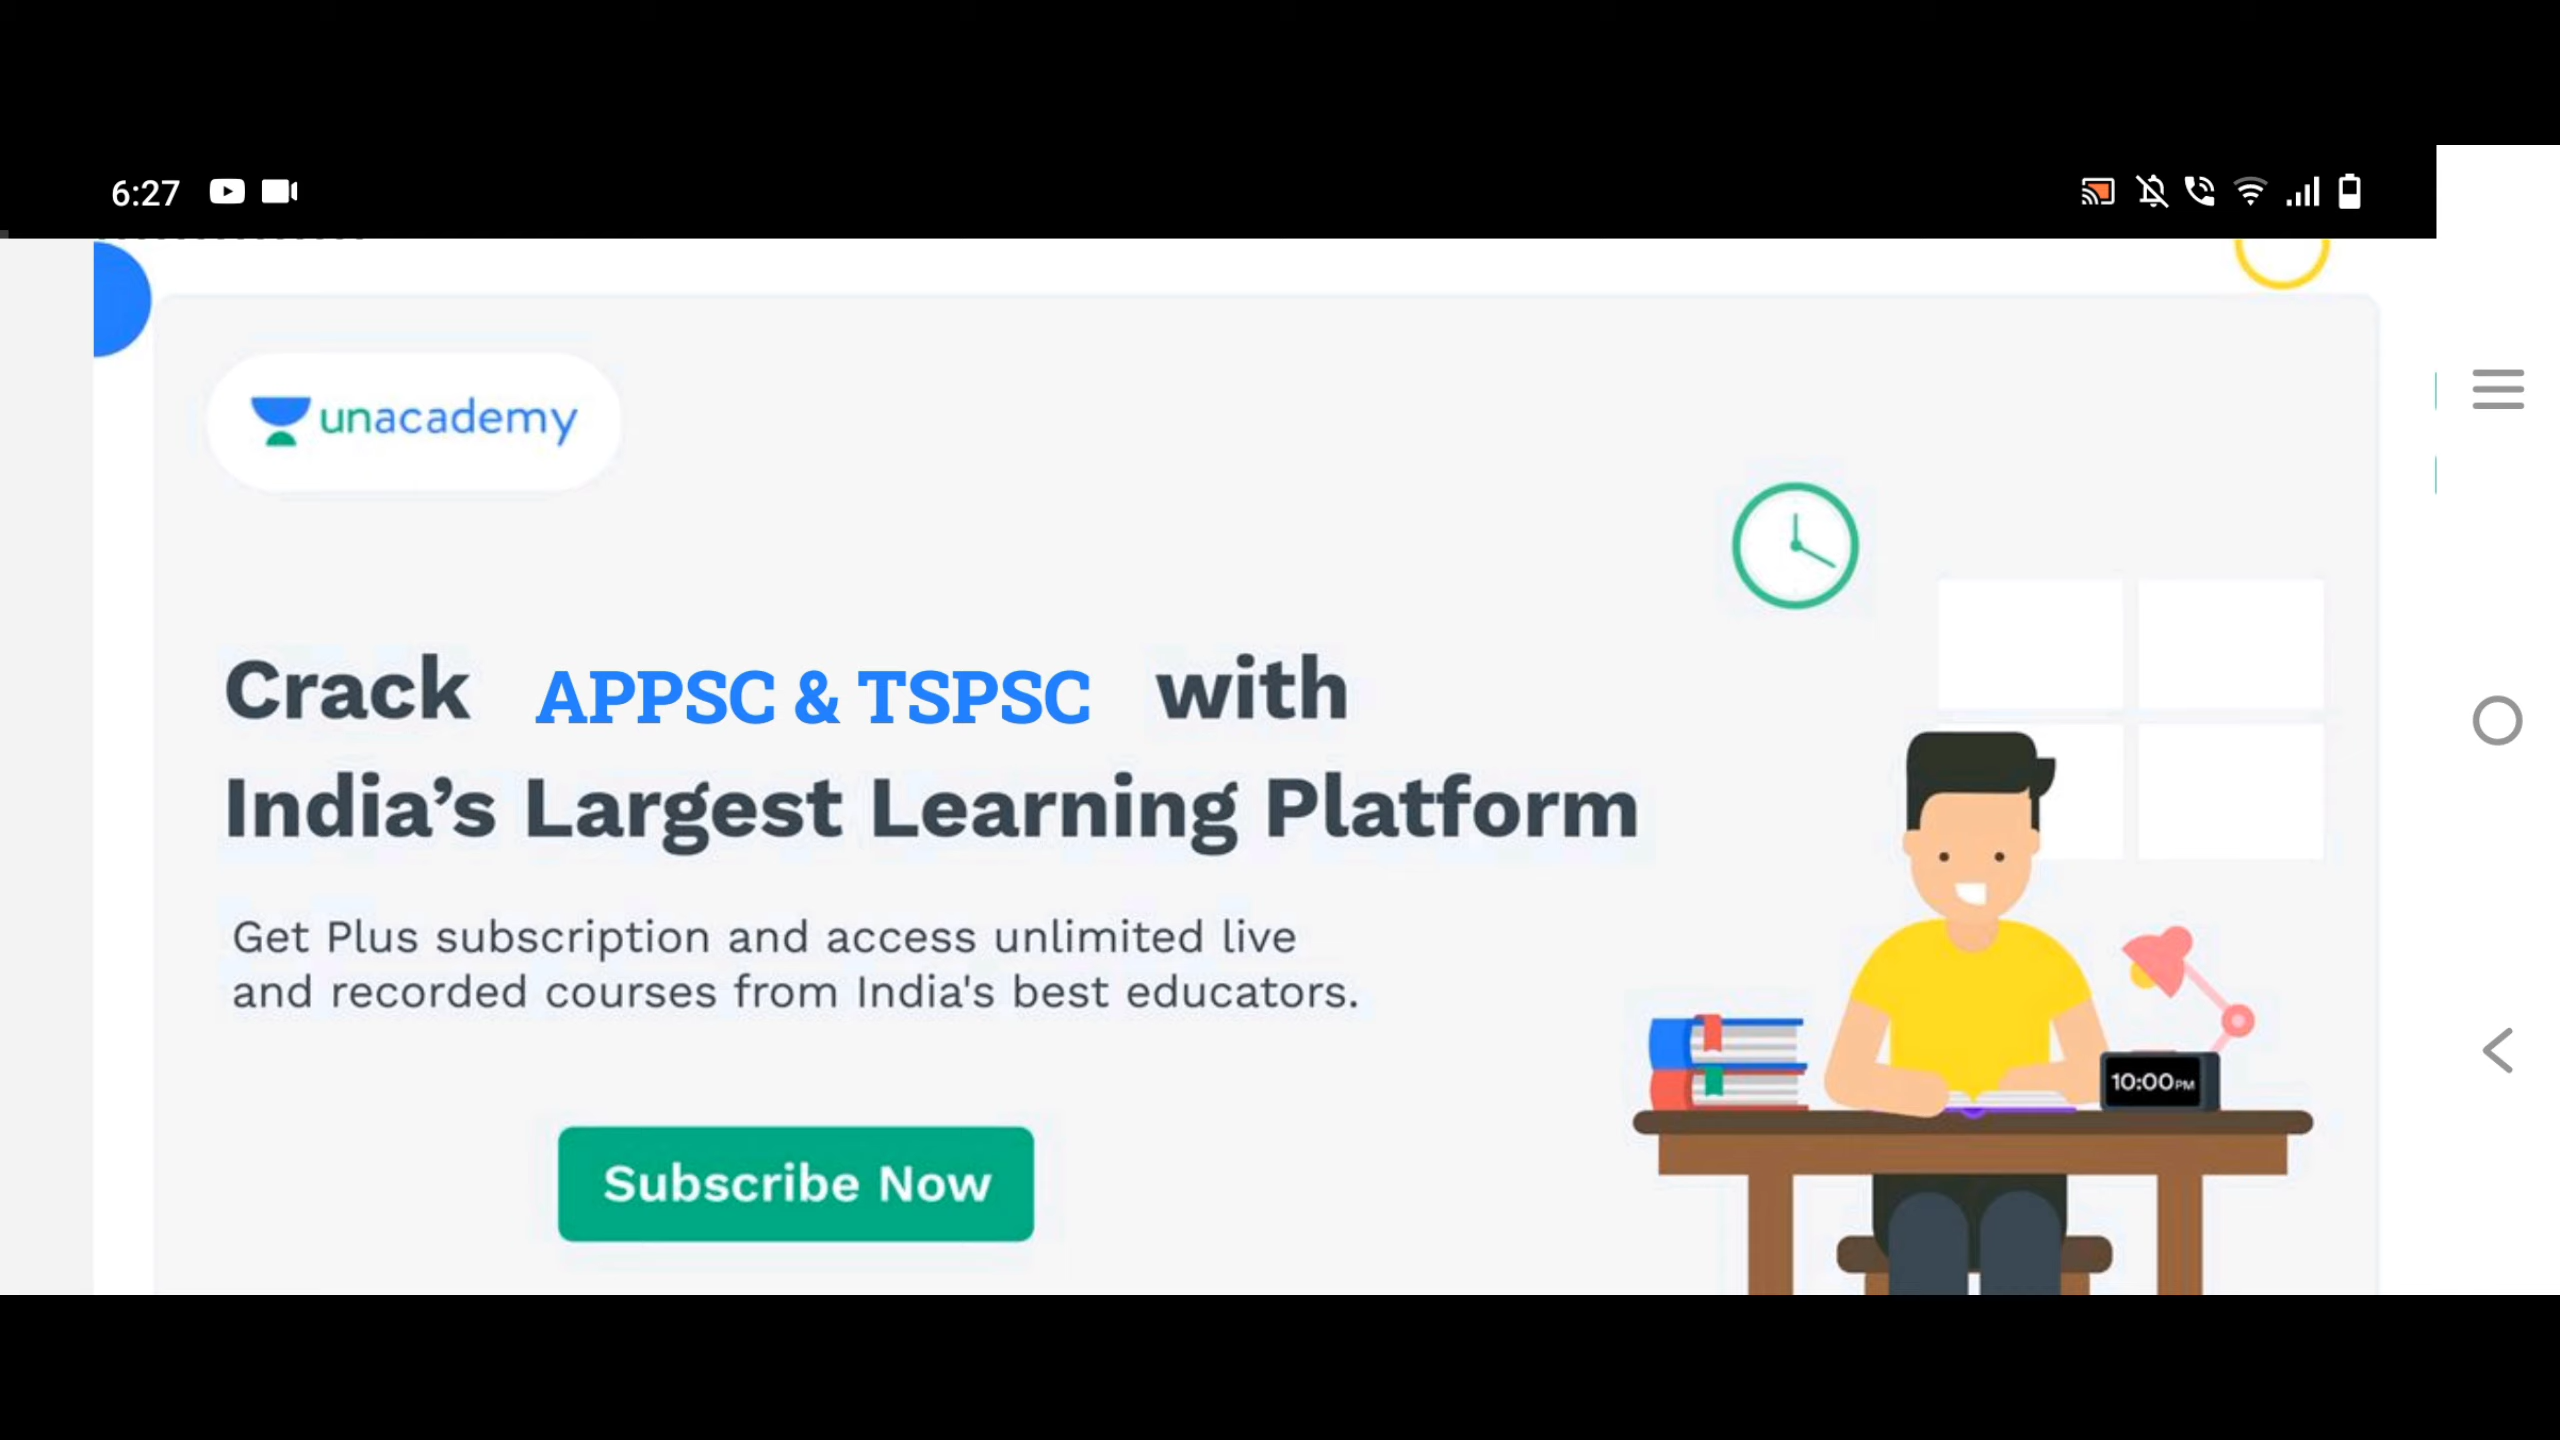 6:27
unacademy
Crack APPSC & TSPSC with
India’s Largest Learning Platform
Get Plus subscription and access unlimited live
and recorded courses from India's best educators.
10:00PM
Subscribe Now